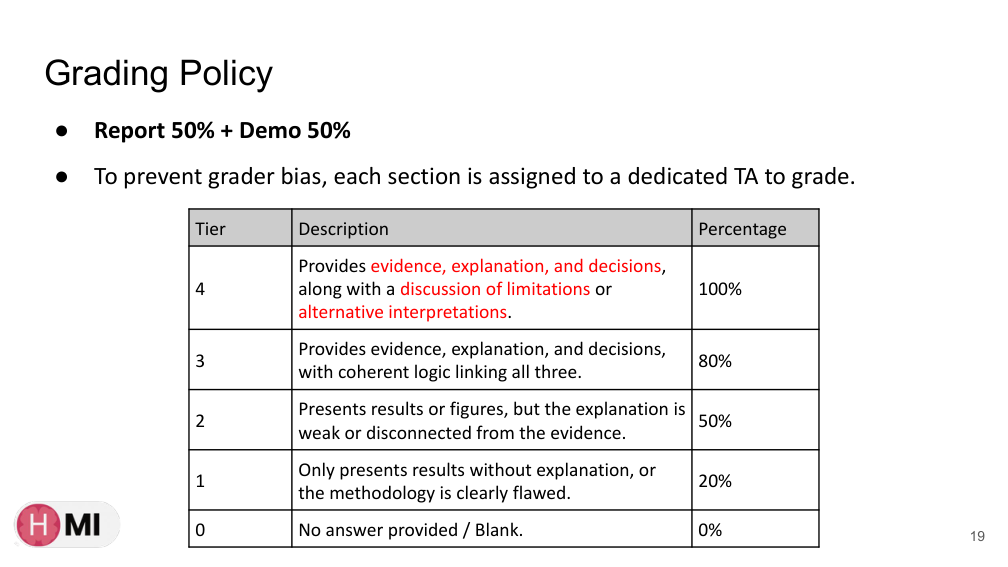 Grading Policy
● Report 50% + Demo 50%
● To prevent grader bias, each section is assigned to a dedicated TA to grade.
Tier Description Percentage
4 Provides evidence, explanation, and decisions, along with a discussion of limitations or alternative interpretations. 100%
3 Provides evidence, explanation, and decisions, with coherent logic linking all three. 80%
2 Presents results or figures, but the explanation is weak or disconnected from the evidence. 50%
1 Only presents results without explanation, or the methodology is clearly flawed. 20%
0 No answer provided / Blank. 0%
H MI
19